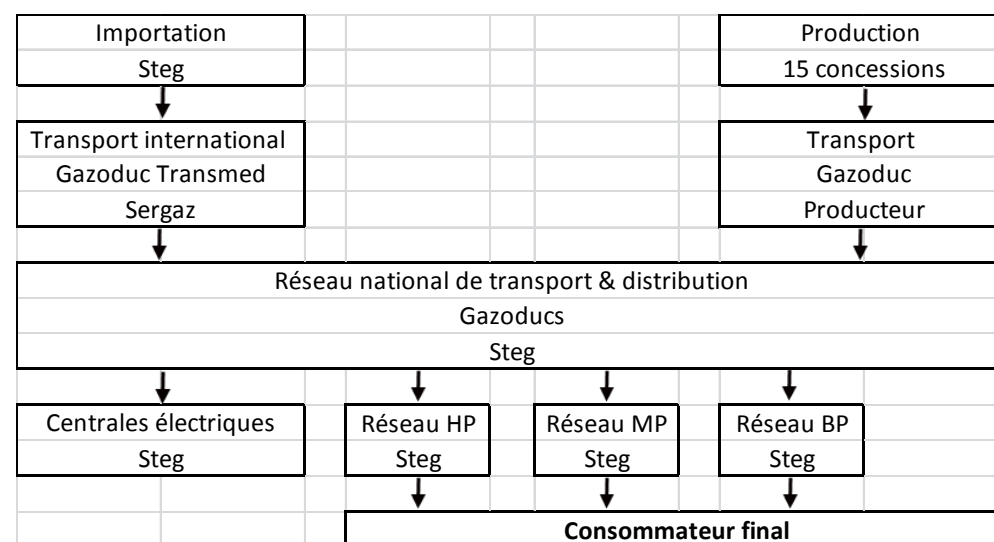 Importation
Steg
Production
15 concessions
Transport international
Gazoduc Transmed
Sergaz
Transport
Gazoduc
Producteur
Réseau national de transport & distribution
Gazoducs
Steg
Centrales électriques
Steg
Réseau HP
Steg
Réseau MP
Steg
Réseau BP
Steg
Consommateur final